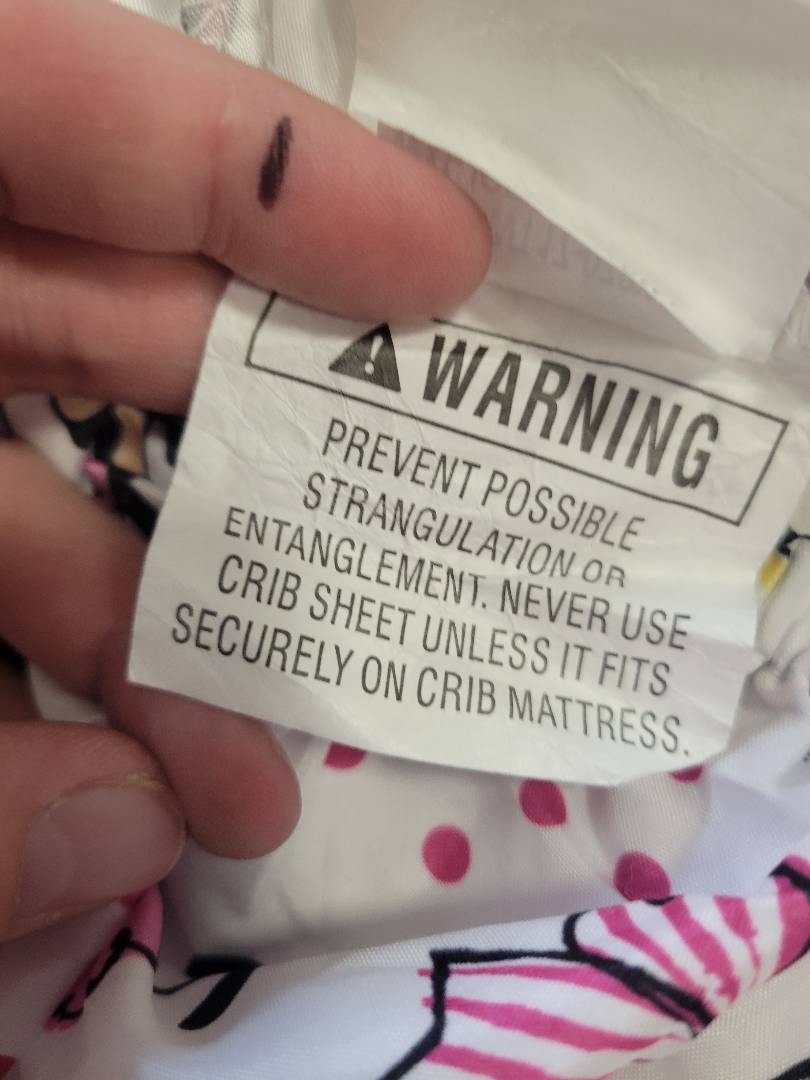 WARNING
PREVENT POSSIBLE
STRANGULATION OR
ENTANGLEMENT. NEVER USE
CRIB SHEET UNLESS IT FITS
SECURELY ON CRIB MATTRESS.